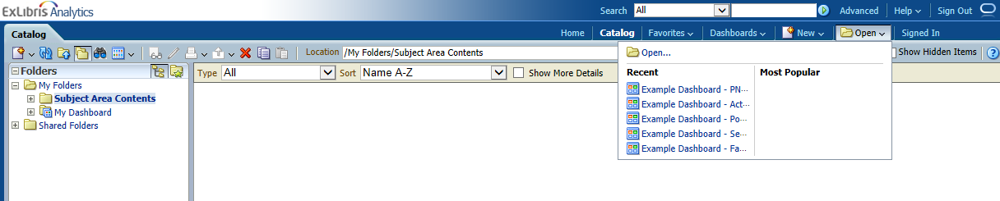 ExLibris Analytics
Search All Advanced Help Sign Out
Catalog
Home Catalog Favorites Dashboards New Open Signed In
Location /My Folders/Subject Area Contents
Show Hidden Items
Open...
Folders
Type All Sort Name A-Z Show More Details
Recent Most Popular
My Folders
Subject Area Contents
My Dashboard
Shared Folders
Example Dashboard - PN...
Example Dashboard - Act...
Example Dashboard - Po...
Example Dashboard - Se...
Example Dashboard - Fa...